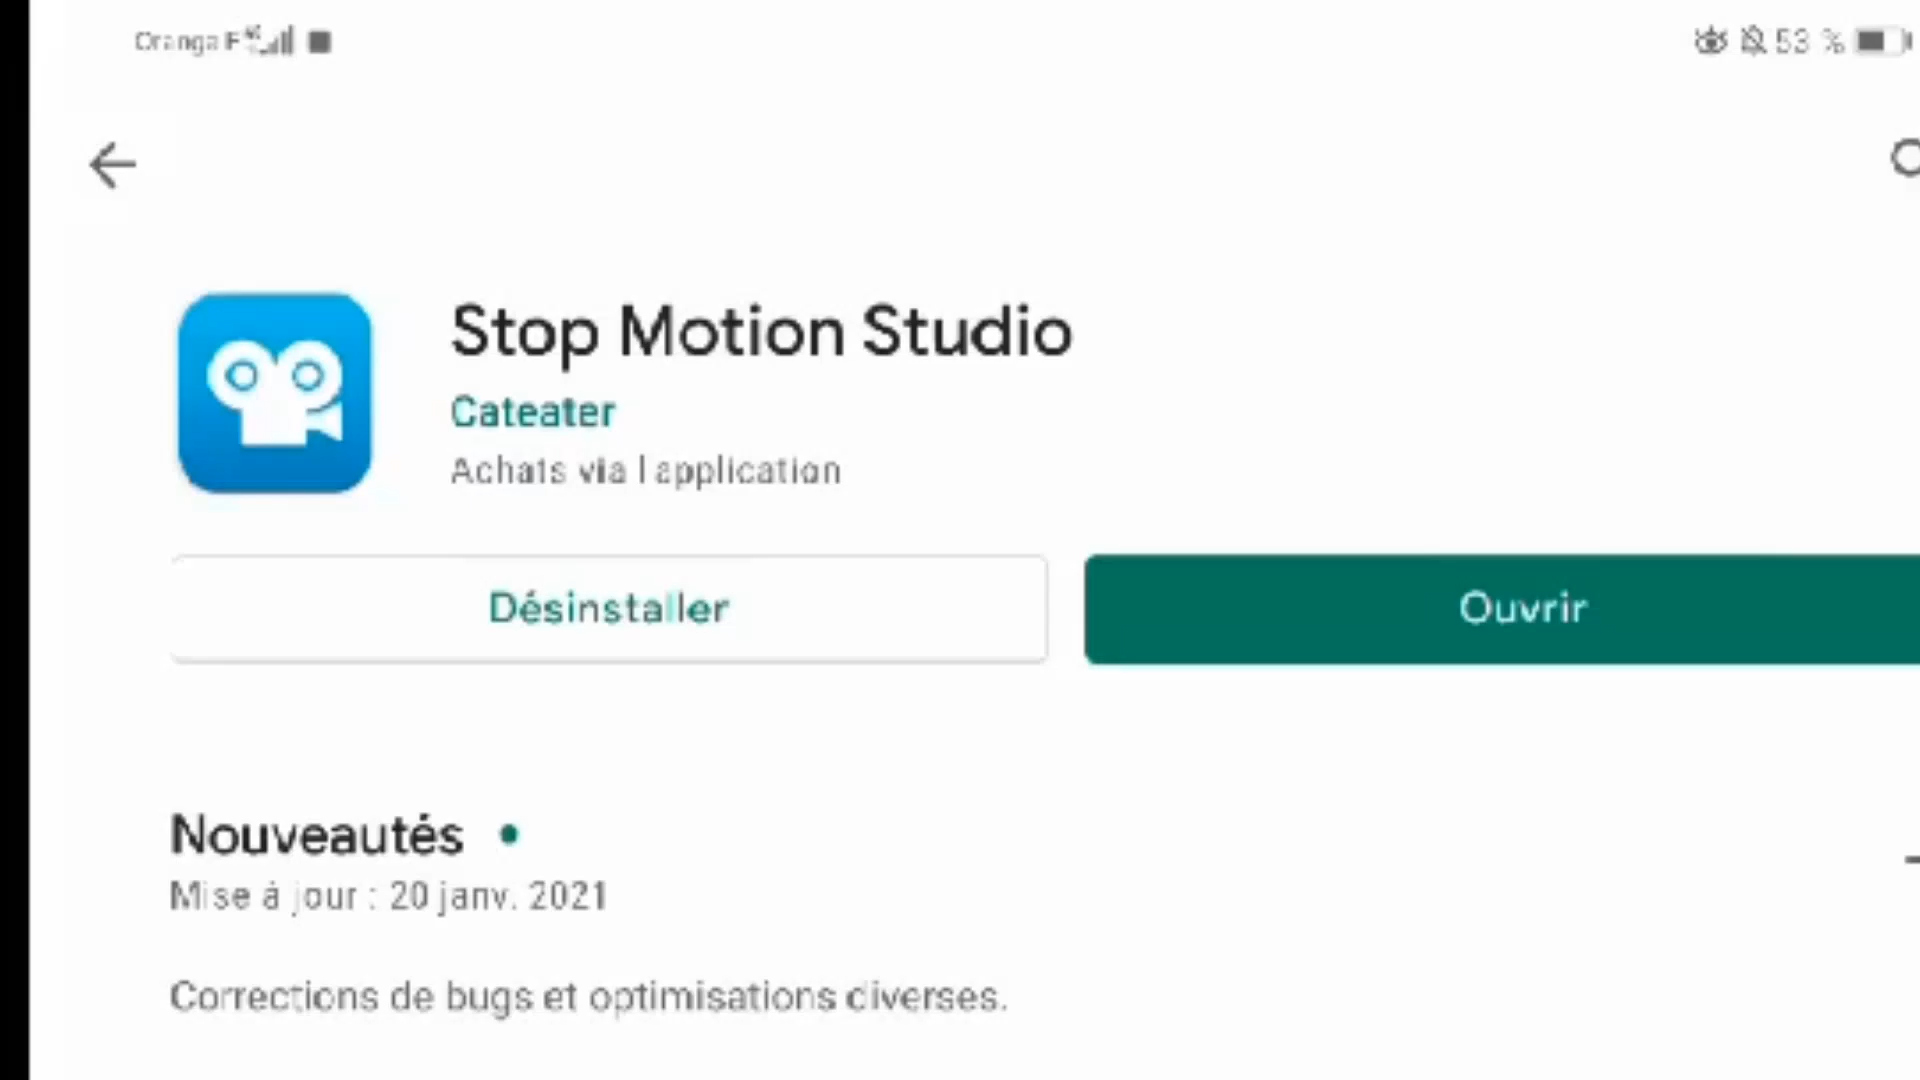 Orange F 53 %
Stop Motion Studio
Cateater
Achats via l'application
Désinstaller
Ouvrir
Nouveautés •
Mise à jour : 20 janv. 2021
Corrections de bugs et optimisations diverses.